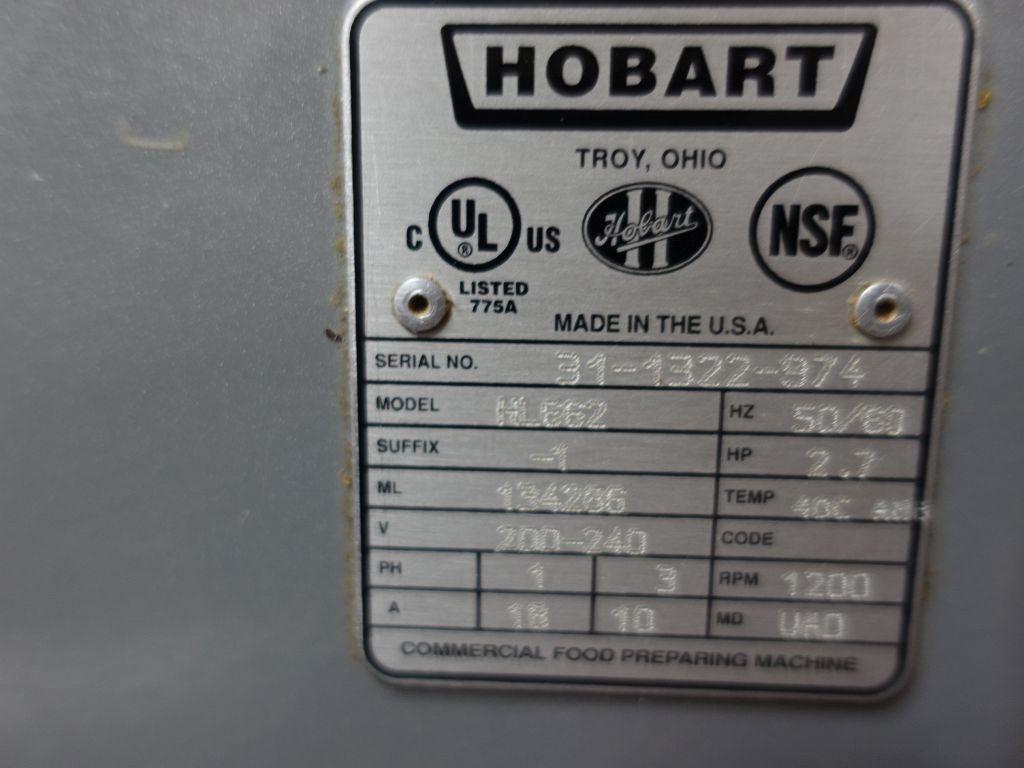 HOBART
TROY, OHIO
C UL® US
LISTED
775A
Hobart
NSF®
MADE IN THE U.S.A.
SERIAL NO. 31-1322-974
MODEL HL662 HZ 50/60
SUFFIX -1 HP 2.7
ML 134286 TEMP 40C AMB
V 200-240 CODE
PH 1 3 RPM 1200
A 18 10 MD
COMMERCIAL FOOD PREPARING MACHINE